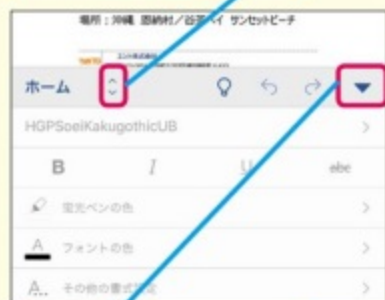 場所：沖縄 恩納村／谷茶ベイ サンセットビーチ
ホーム
HGPSoeiKakugothicUB
B I U abc
蛍光ペンの色
A フォントの色
A... その他の書式設定